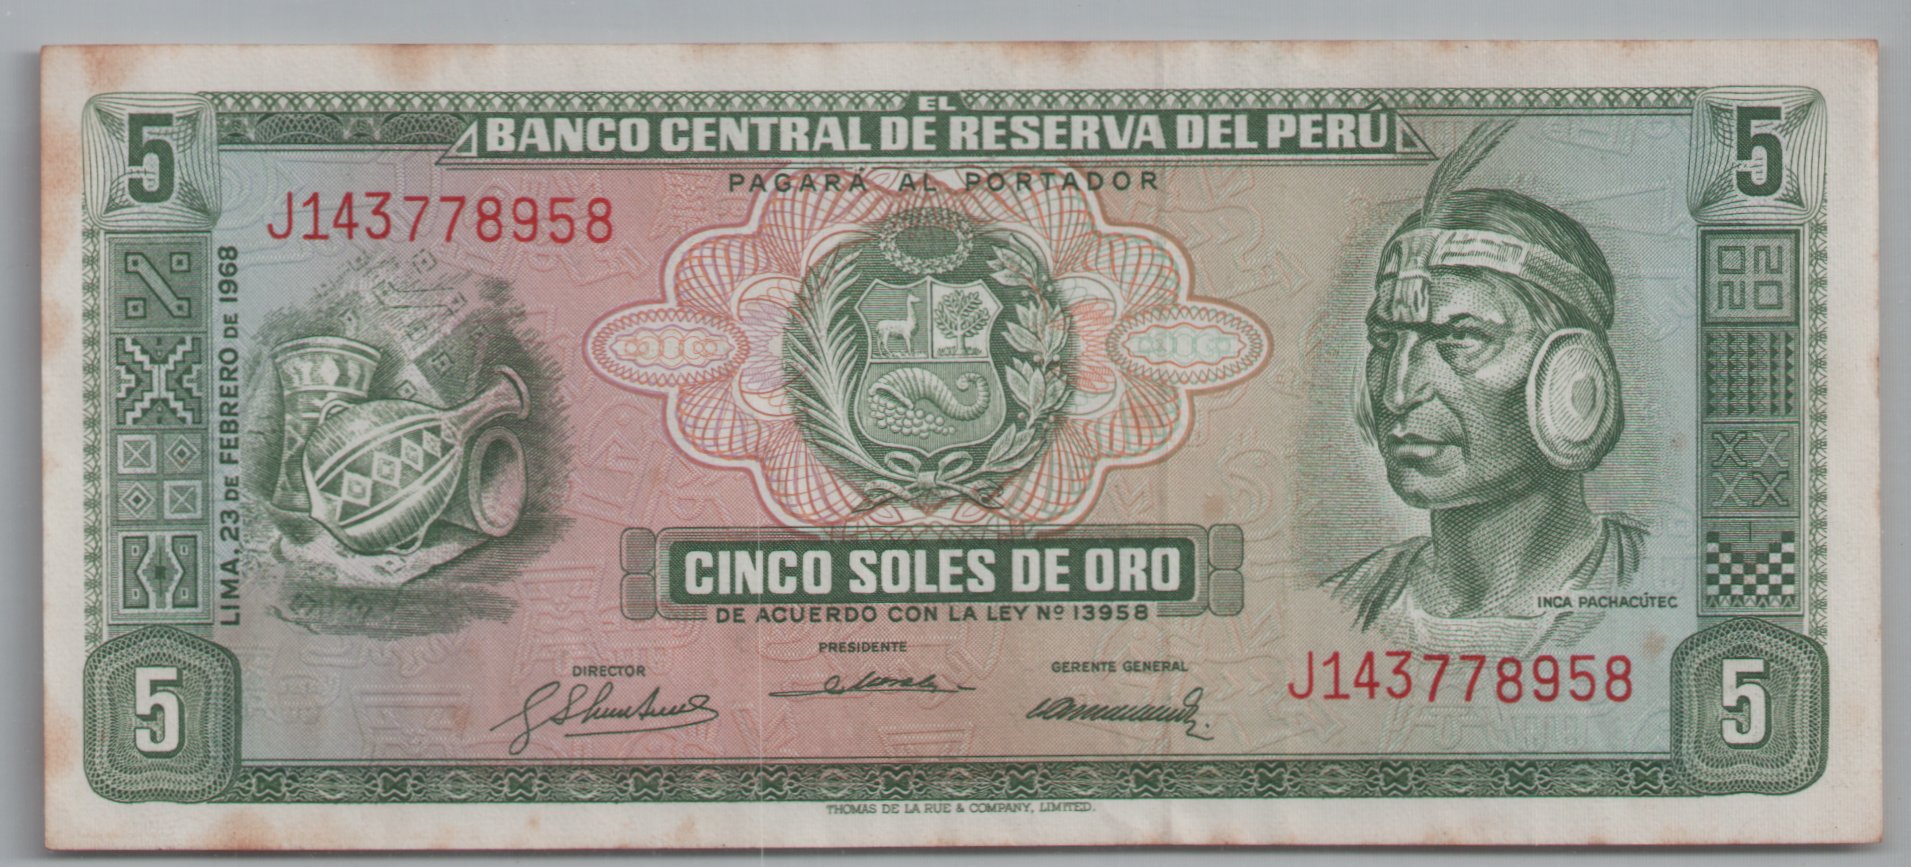 5
5
EL
BANCO CENTRAL DE RESERVA DEL PERÚ
PAGARÁ AL PORTADOR
J143778958
LIMA, 23 DE FEBRERO DE 1968
CINCO SOLES DE ORO
DE ACUERDO CON LA LEY Nº 13958
INCA PACHACÚTEC
DIRECTOR
PRESIDENTE
GERENTE GENERAL
J143778958
5
5
THOMAS DE LA RUE & COMPANY, LIMITED.